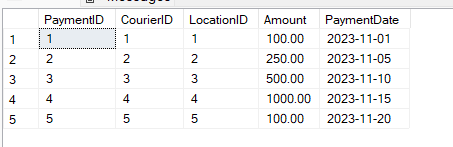 Messages
PaymentID CourierID LocationID Amount PaymentDate
1 1 1 1 100.00 2023-11-01
2 2 2 2 250.00 2023-11-05
3 3 3 3 500.00 2023-11-10
4 4 4 4 1000.00 2023-11-15
5 5 5 5 100.00 2023-11-20